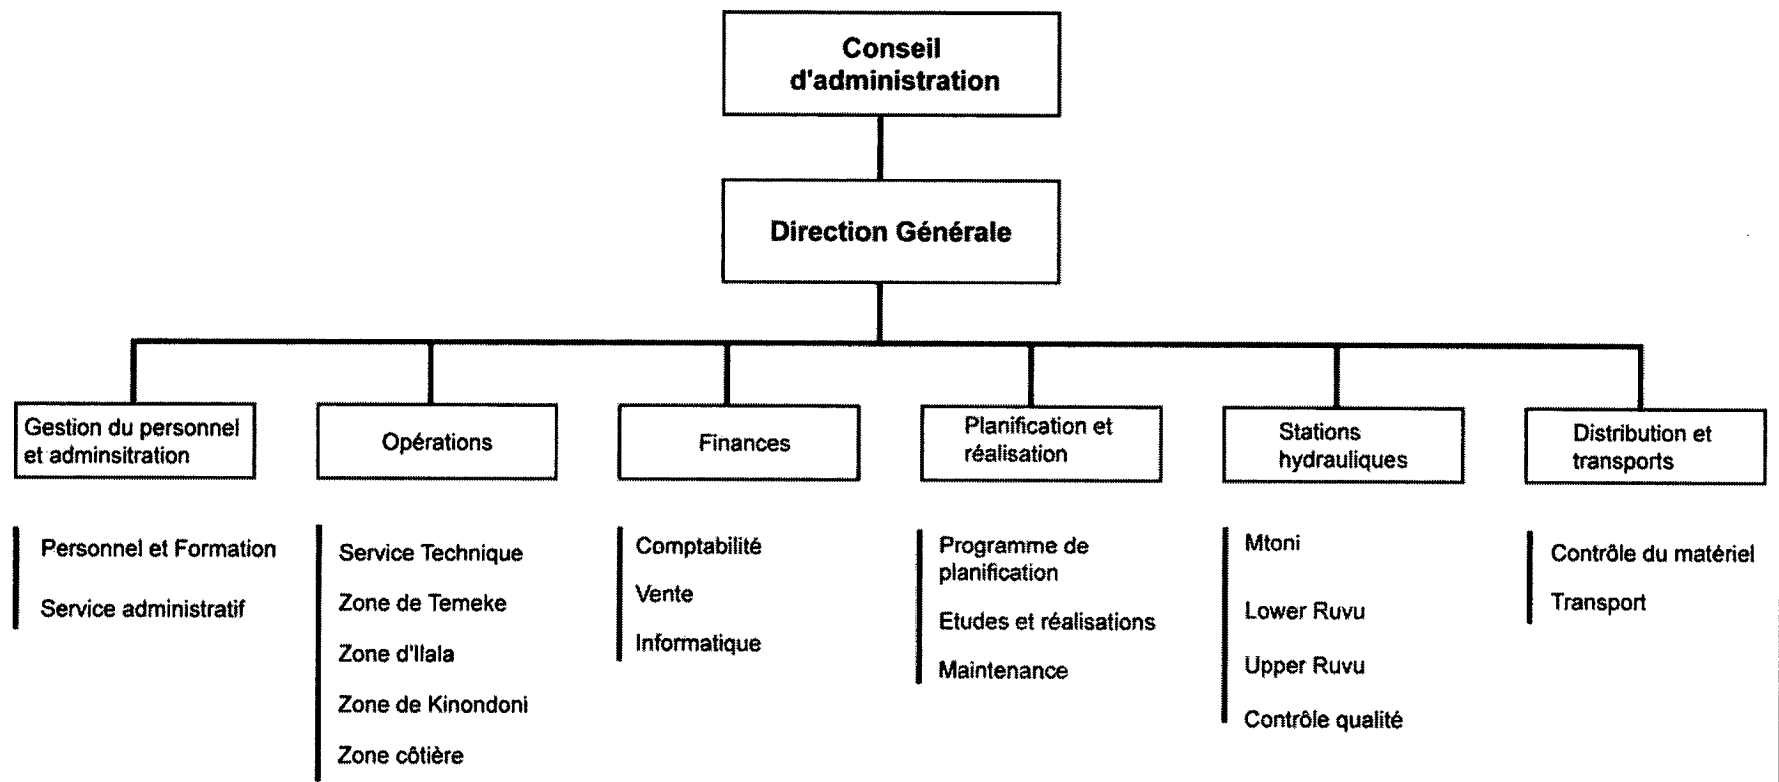 Conseil
d'administration
Direction Générale
Gestion du personnel
et adminsitration
Opérations
Finances
Planification et
réalisation
Stations
hydrauliques
Distribution et
transports
Personnel et Formation
Service administratif
Service Technique
Zone de Temeke
Zone d'Ilala
Zone de Kinondoni
Zone côtière
Comptabilité
Vente
Informatique
Programme de
planification
Etudes et réalisations
Maintenance
Mtoni
Lower Ruvu
Upper Ruvu
Contrôle qualité
Contrôle du matériel
Transport